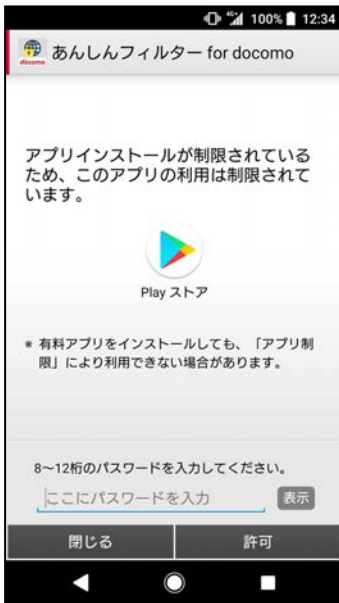 4G 100% 12:34
docomo
あんしんフィルター for docomo
アプリインストールが制限されている
ため、このアプリの利用は制限されて
います。
Play ストア
* 有料アプリをインストールしても、「アプリ制
限」により利用できない場合があります。
8～12桁のパスワードを入力してください。
ここにパスワードを入力
表示
閉じる
許可